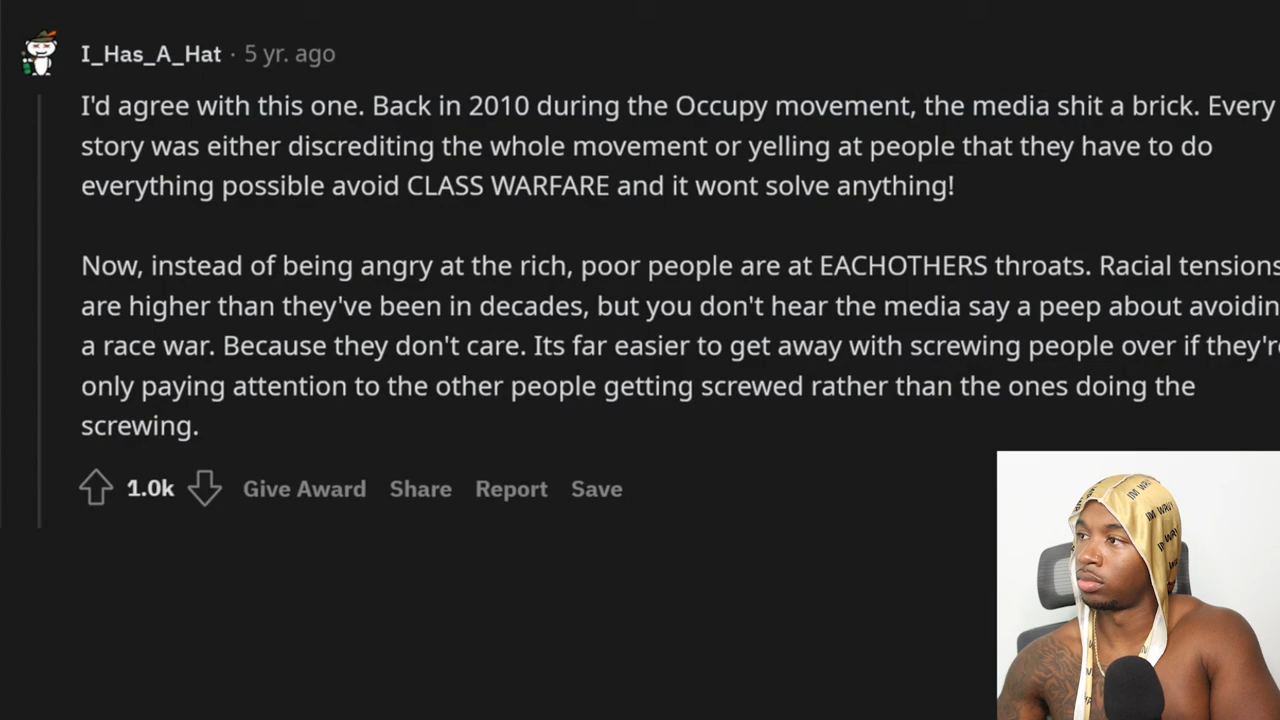 I_Has_A_Hat · 5 yr. ago
I'd agree with this one. Back in 2010 during the Occupy movement, the media shit a brick. Every
story was either discrediting the whole movement or yelling at people that they have to do
everything possible avoid CLASS WARFARE and it wont solve anything!
Now, instead of being angry at the rich, poor people are at EACHOTHERS throats. Racial tensions
are higher than they've been in decades, but you don't hear the media say a peep about avoidin
a race war. Because they don't care. Its far easier to get away with screwing people over if they're
only paying attention to the other people getting screwed rather than the ones doing the
screwing.
1.0k Give Award Share Report Save
IM WAVY
IM WAVY